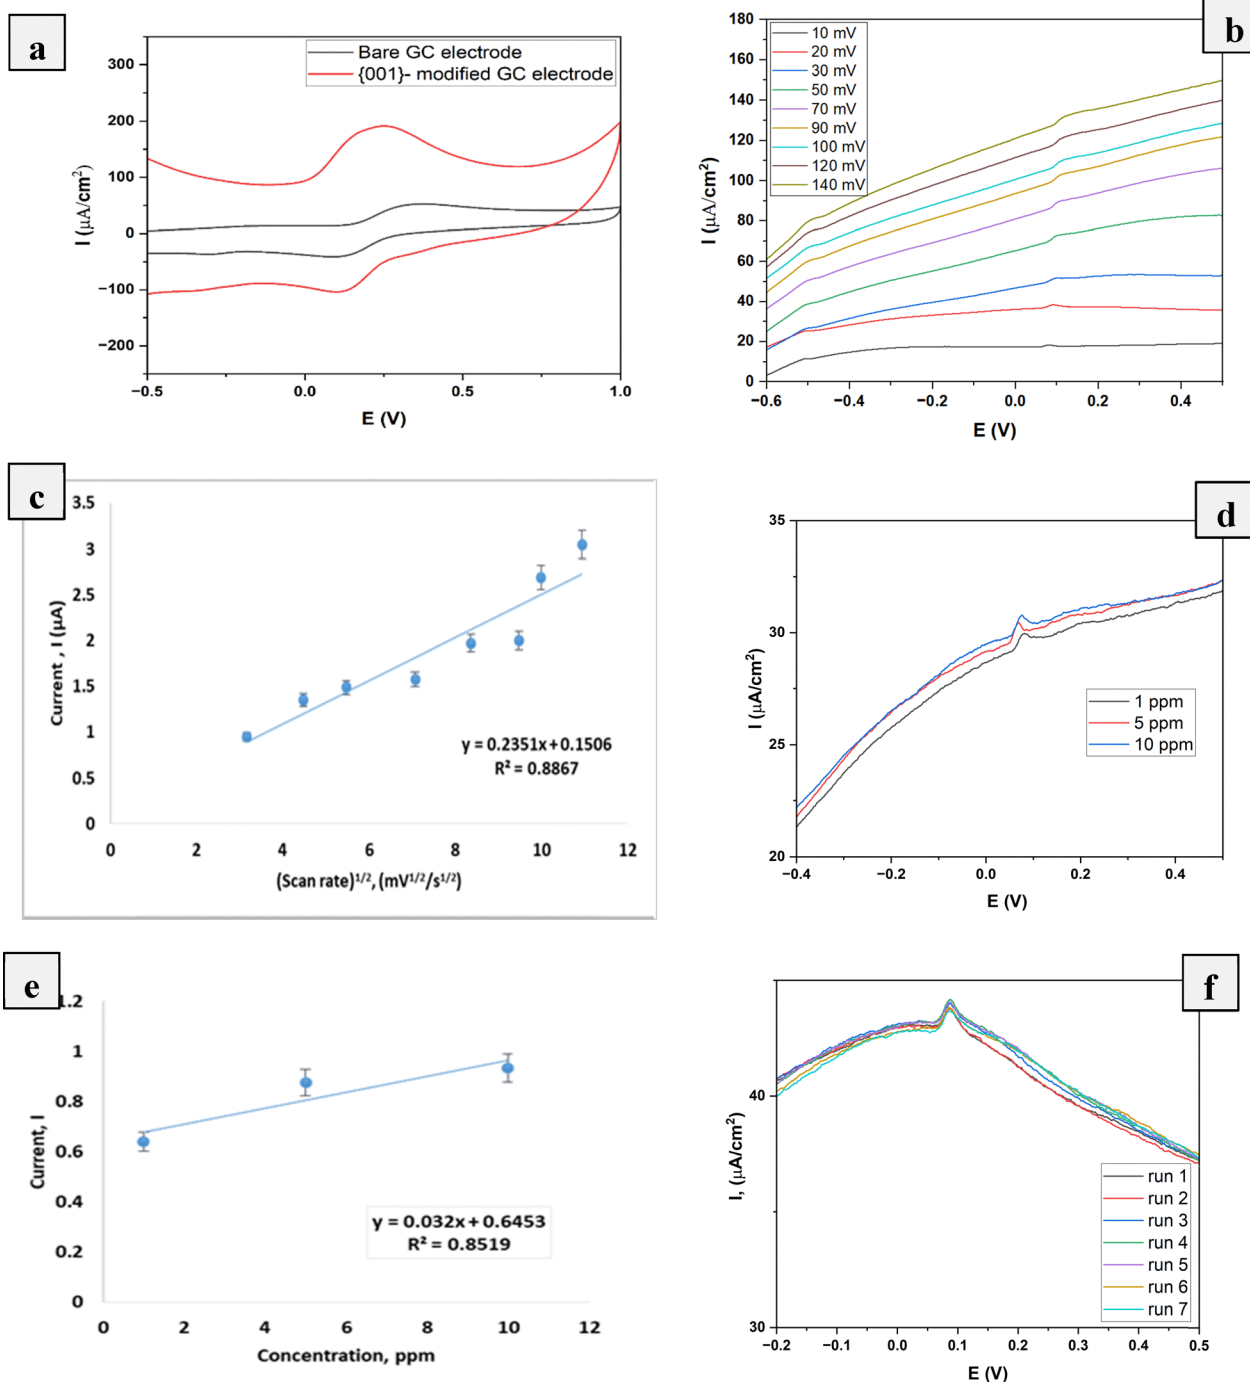 a
Bare GC electrode
{001}- modified GC electrode
300
200
100
0
−100
−200
I (µA/cm²)
−0.5
0.0
0.5
1.0
E (V)
b
10 mV
20 mV
30 mV
50 mV
70 mV
90 mV
100 mV
120 mV
140 mV
180
160
140
120
100
80
60
40
20
0
I (µA/cm²)
−0.6
−0.4
−0.2
0.0
0.2
0.4
E (V)
c
3.5
3
2.5
2
1.5
1
0.5
0
Current , I (µA)
y = 0.2351x+0.1506
R² = 0.8867
0
2
4
6
8
10
12
(Scan rate)¹/², (mV¹/²/s¹/²)
d
35
30
25
20
I (µA/cm²)
1 ppm
5 ppm
10 ppm
−0.4
−0.2
0.0
0.2
0.4
E (V)
e
1.2
1
0.8
0.6
0.4
0.2
0
Current, I
y = 0.032x + 0.6453
R² = 0.8519
0
2
4
6
8
10
12
Concentration, ppm
f
40
30
I, (µA/cm²)
run 1
run 2
run 3
run 4
run 5
run 6
run 7
−0.2
−0.1
0.0
0.1
0.2
0.3
0.4
0.5
E (V)